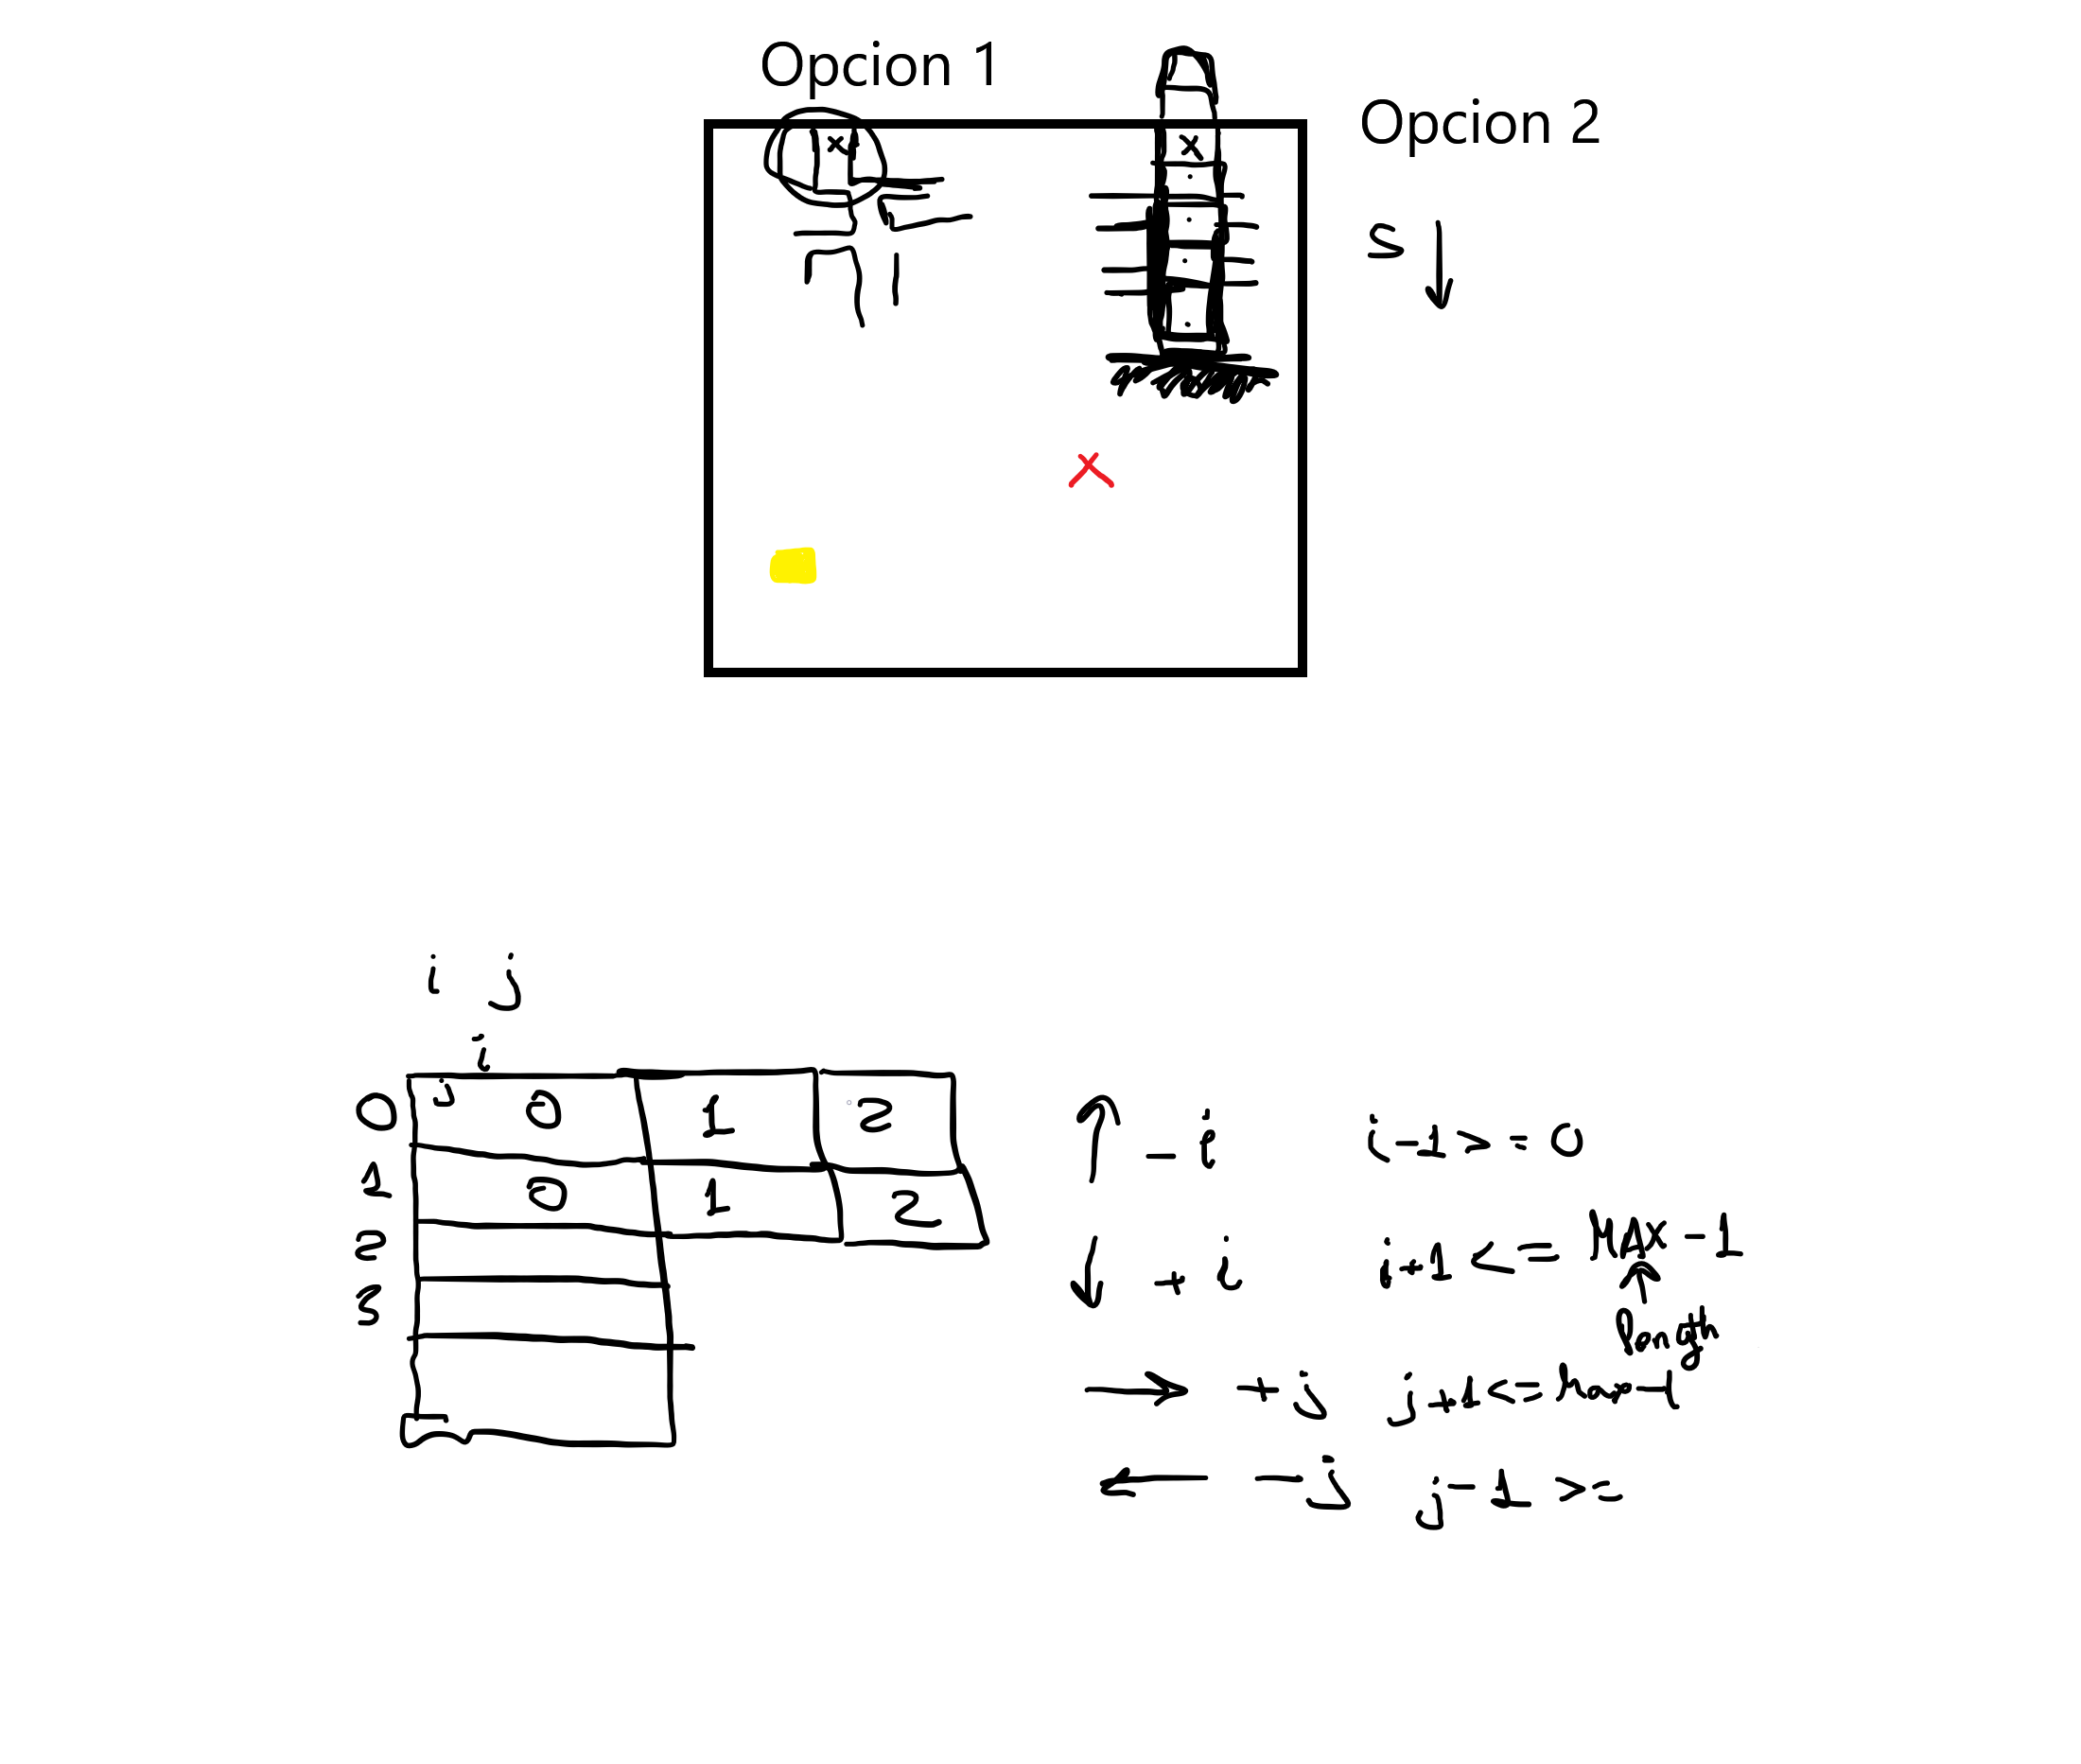 Opcion 1
Opcion 2
S
i j
i
j
0 0 1 2
1 0 1 2
2
3
- i i -1 >= 0
+ i i+1 <= MAX - 1
length
+ j j+1 <= max - 1
- j j - 1 >=